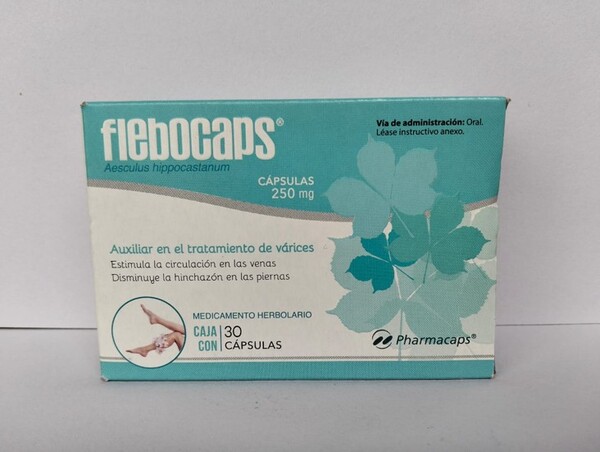 flebocaps®
Aesculus hippocastanum
Vía de administración: Oral.
Léase instructivo anexo.
CÁPSULAS
250 mg
Auxiliar en el tratamiento de várices
Estimula la circulación en las venas
Disminuye la hinchazón en las piernas
MEDICAMENTO HERBOLARIO
CAJA CON 30 CÁPSULAS
Pharmacaps®